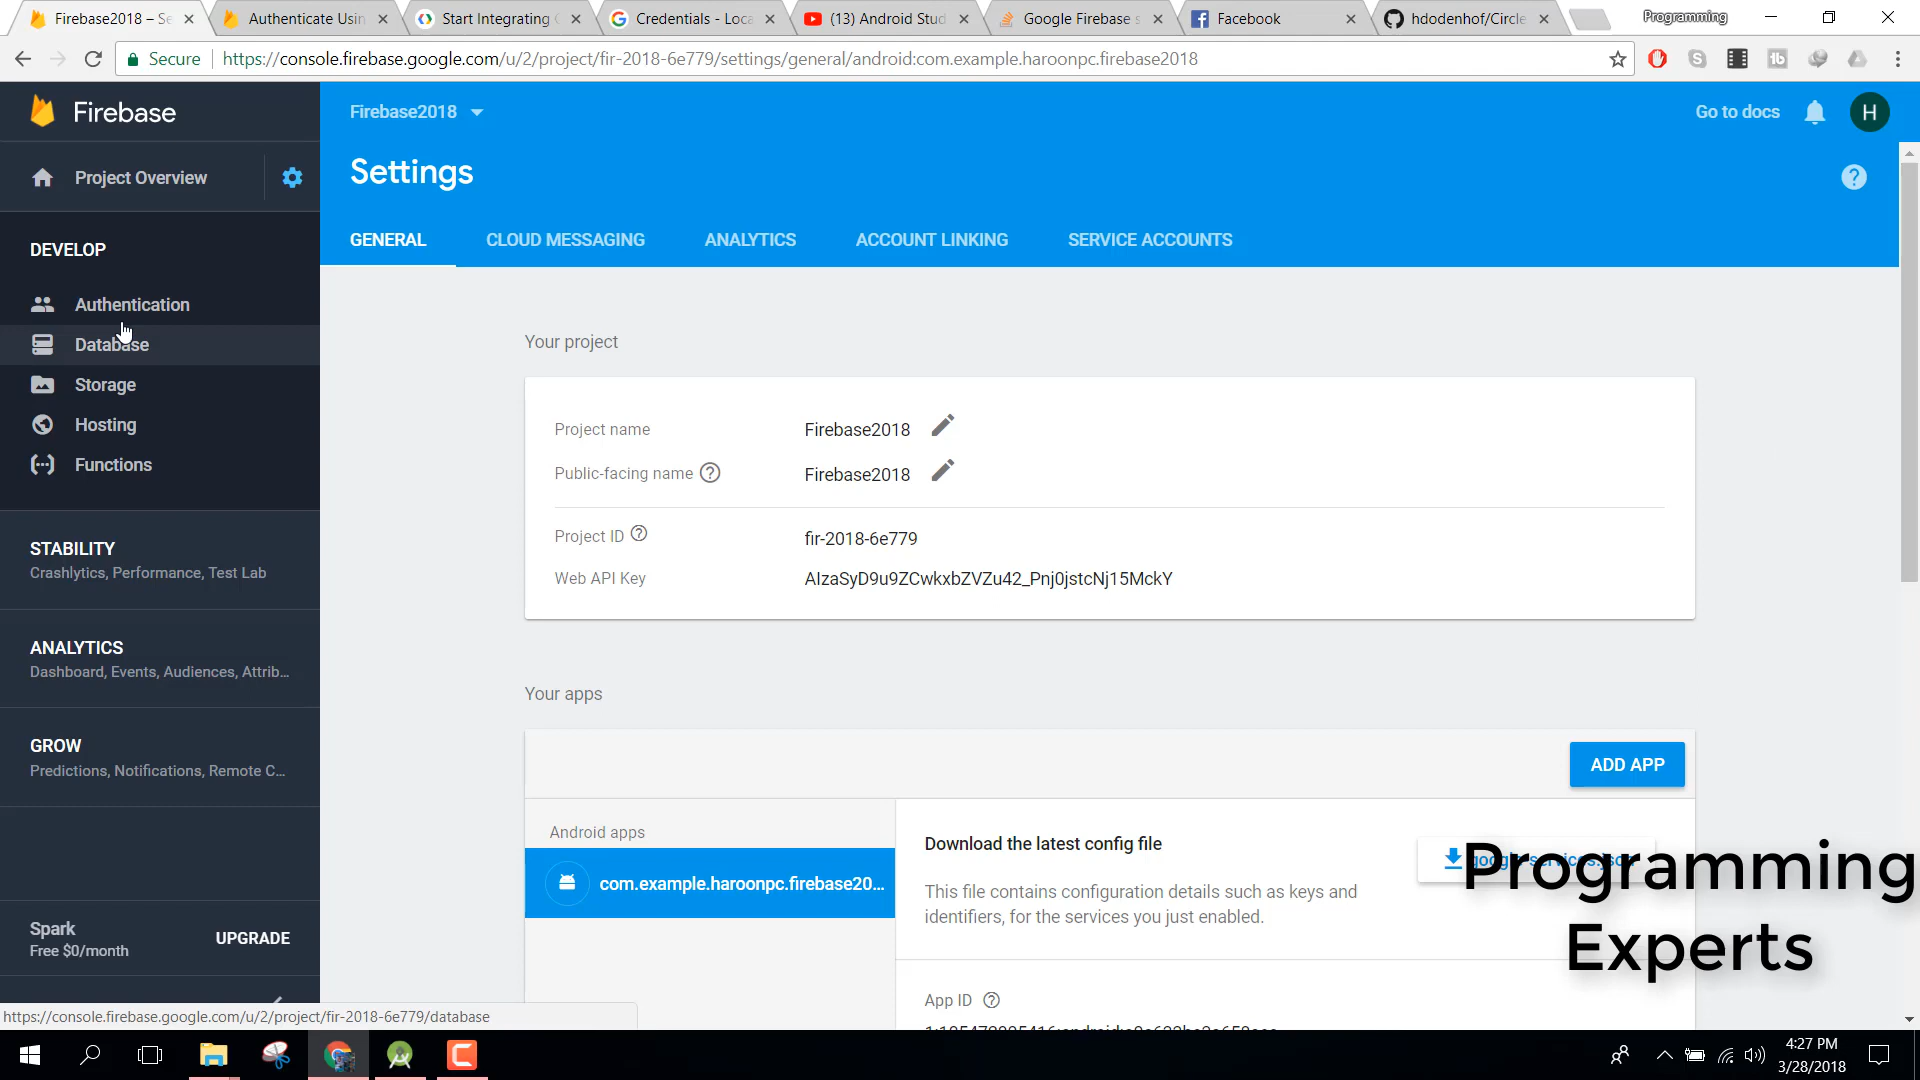 Firebase2018 – Se
Authenticate Usin
Start Integrating G
Credentials - Loca
(13) Android Stud
Google Firebase s
Facebook
hdodenhof/Circle
Programming
Secure
https://console.firebase.google.com/u/2/project/fir-2018-6e779/settings/general/android:com.example.haroonpc.firebase2018
Firebase
Firebase2018
Go to docs
H
Project Overview
Settings
GENERAL
CLOUD MESSAGING
ANALYTICS
ACCOUNT LINKING
SERVICE ACCOUNTS
DEVELOP
Authentication
Database
Storage
Hosting
Functions
STABILITY
Crashlytics, Performance, Test Lab
ANALYTICS
Dashboard, Events, Audiences, Attrib...
GROW
Predictions, Notifications, Remote C...
Spark
Free $0/month
UPGRADE
Your project
Project name
Firebase2018
Public-facing name
Firebase2018
Project ID
fir-2018-6e779
Web API Key
AIzaSyD9u9ZCwkxbZVZu42_Pnj0jstcNj15MckY
Your apps
ADD APP
Android apps
com.example.haroonpc.firebase20...
Download the latest config file
This file contains configuration details such as keys and
identifiers, for the services you just enabled.
App ID
Programming
Experts
https://console.firebase.google.com/u/2/project/fir-2018-6e779/database
4:27 PM
3/28/2018